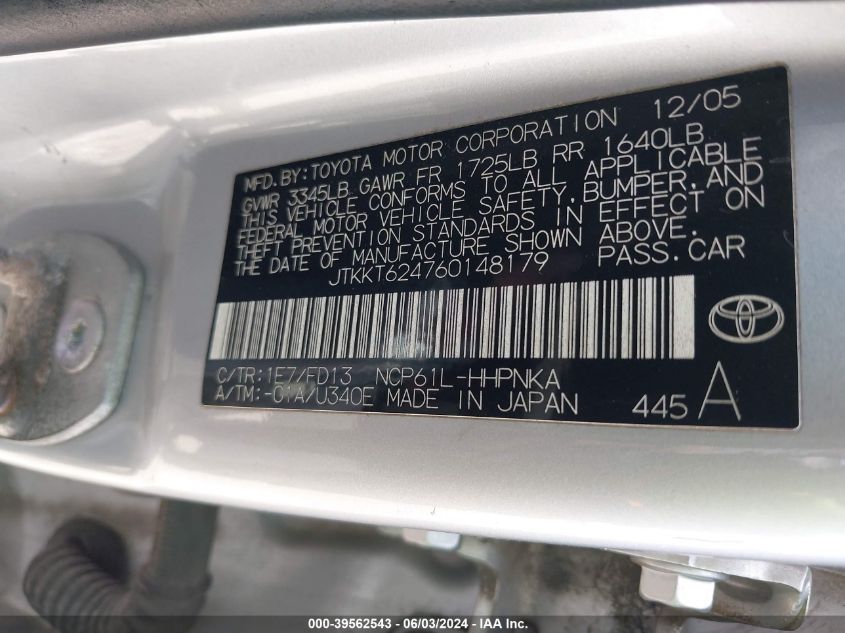 MFD.BY:TOYOTA MOTOR CORPORATION 12/05
GVWR 3345LB GAWR FR 1725LB RR 1640LB
THIS VEHICLE CONFORMS TO ALL APPLICABLE
FEDERAL MOTOR VEHICLE SAFETY,BUMPER,AND
THEFT PREVENTION STANDARDS IN EFFECT ON
THE DATE OF MANUFACTURE SHOWN ABOVE.
JTKKT624760148179 PASS.CAR
C/TR:1E7/FD13 NCP61L-HHPNKA
A/TM:-01A/U340E MADE IN JAPAN 445 A
000-39562543 - 06/03/2024 - IAA Inc.